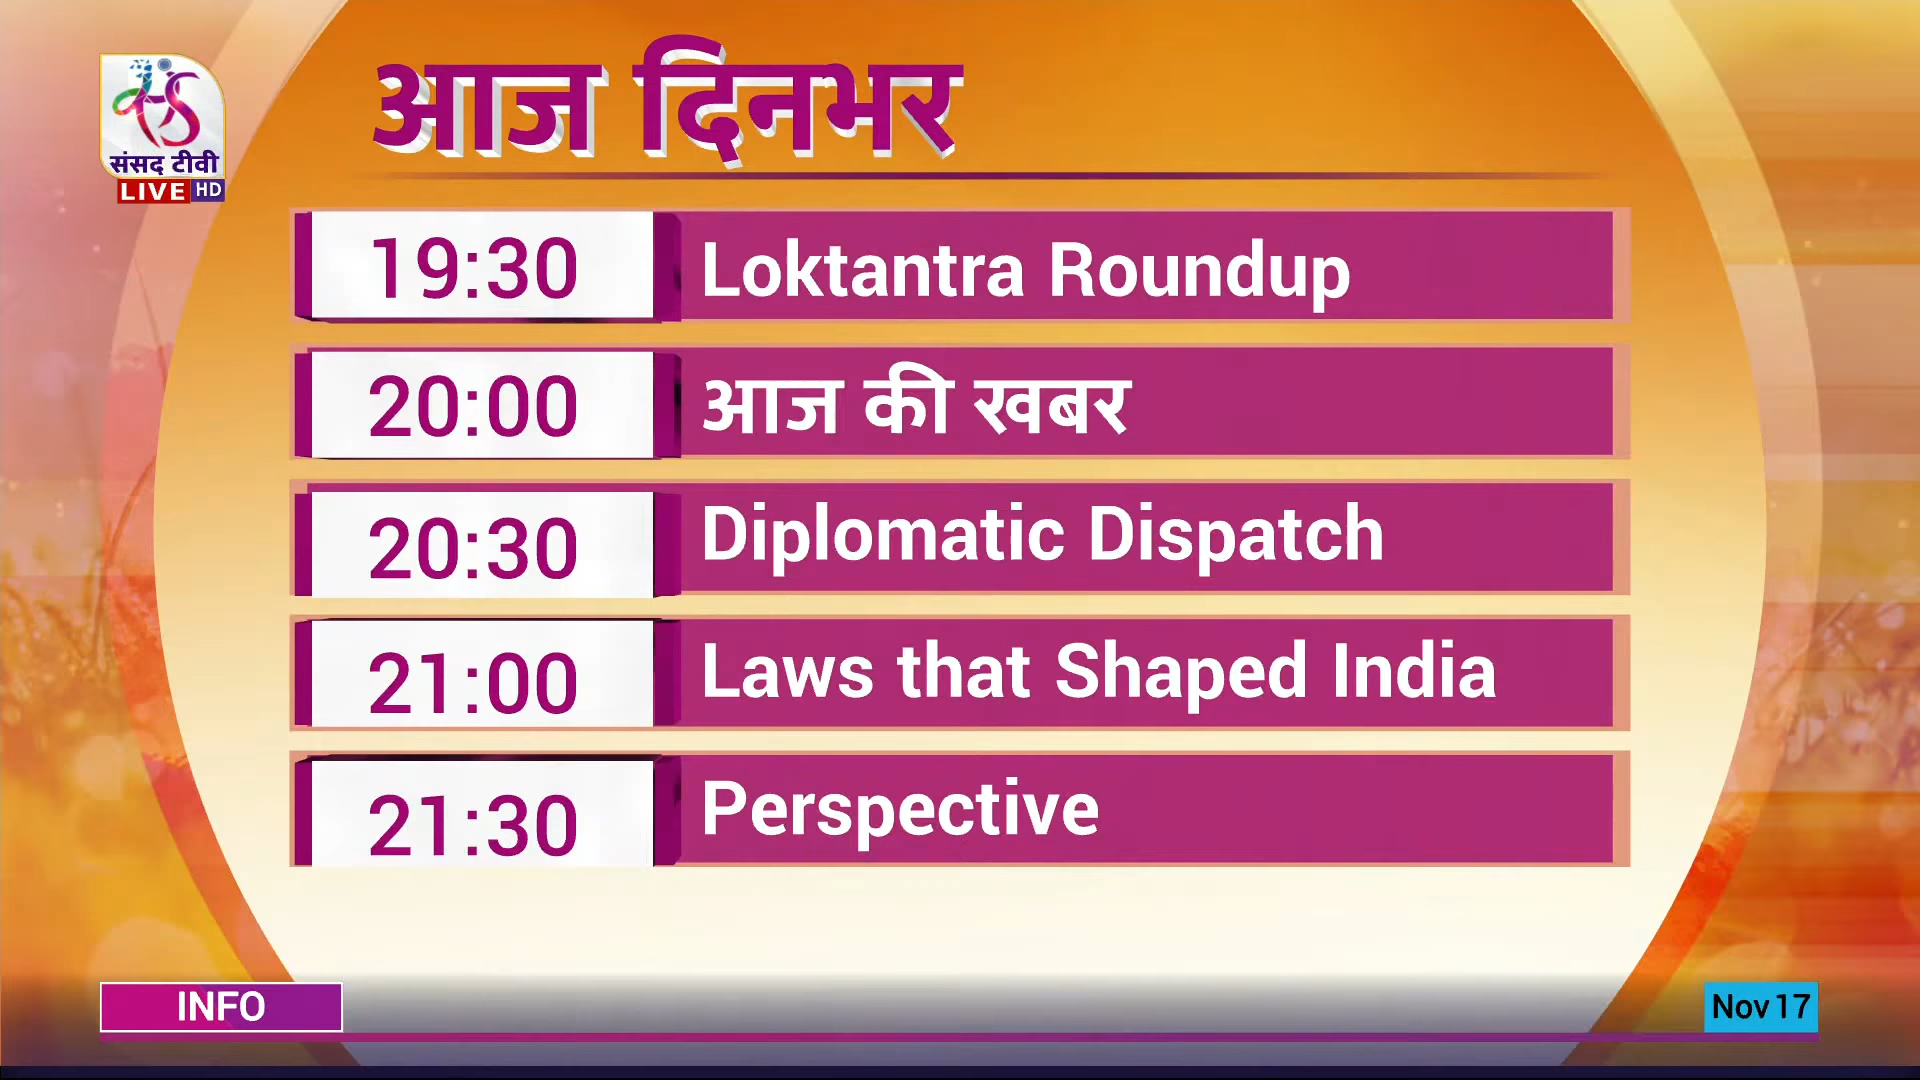 आज दिनभर
संसद टीवी
LIVE HD
19:30 Loktantra Roundup
20:00 आज की खबर
20:30 Diplomatic Dispatch
21:00 Laws that Shaped India
21:30 Perspective
INFO
Nov 17